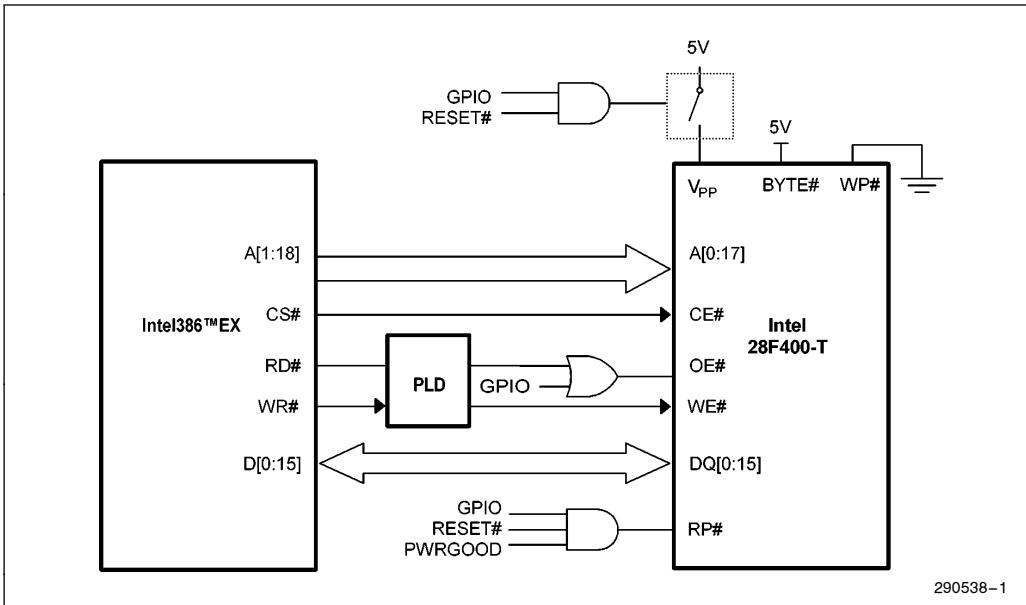 5V
GPIO
RESET#
5V
V_PP BYTE# WP#
A[1:18] A[0:17]
Intel386™EX CS# CE# Intel
28F400-T
RD# PLD GPIO OE#
WR# WE#
D[0:15] DQ[0:15]
GPIO
RESET# RP#
PWRGOOD
290538-1